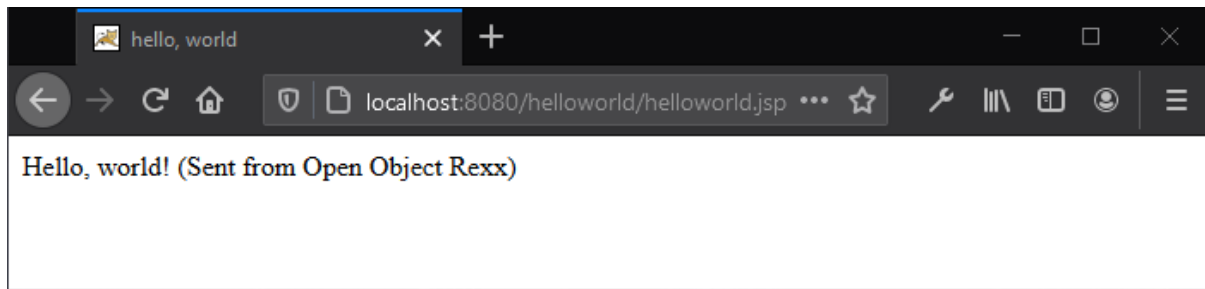 hello, world
localhost:8080/helloworld/helloworld.jsp
Hello, world! (Sent from Open Object Rexx)